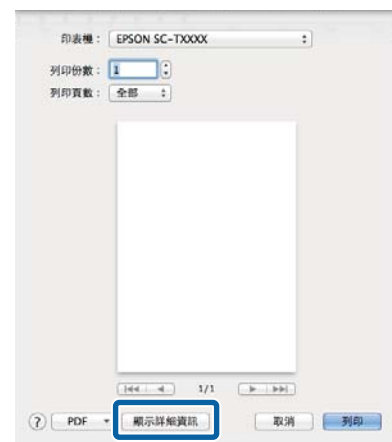 印表機： EPSON SC-TXXXX
列印份數： 1
列印頁數： 全部
1/1
? PDF 顯示詳細資訊 取消 列印